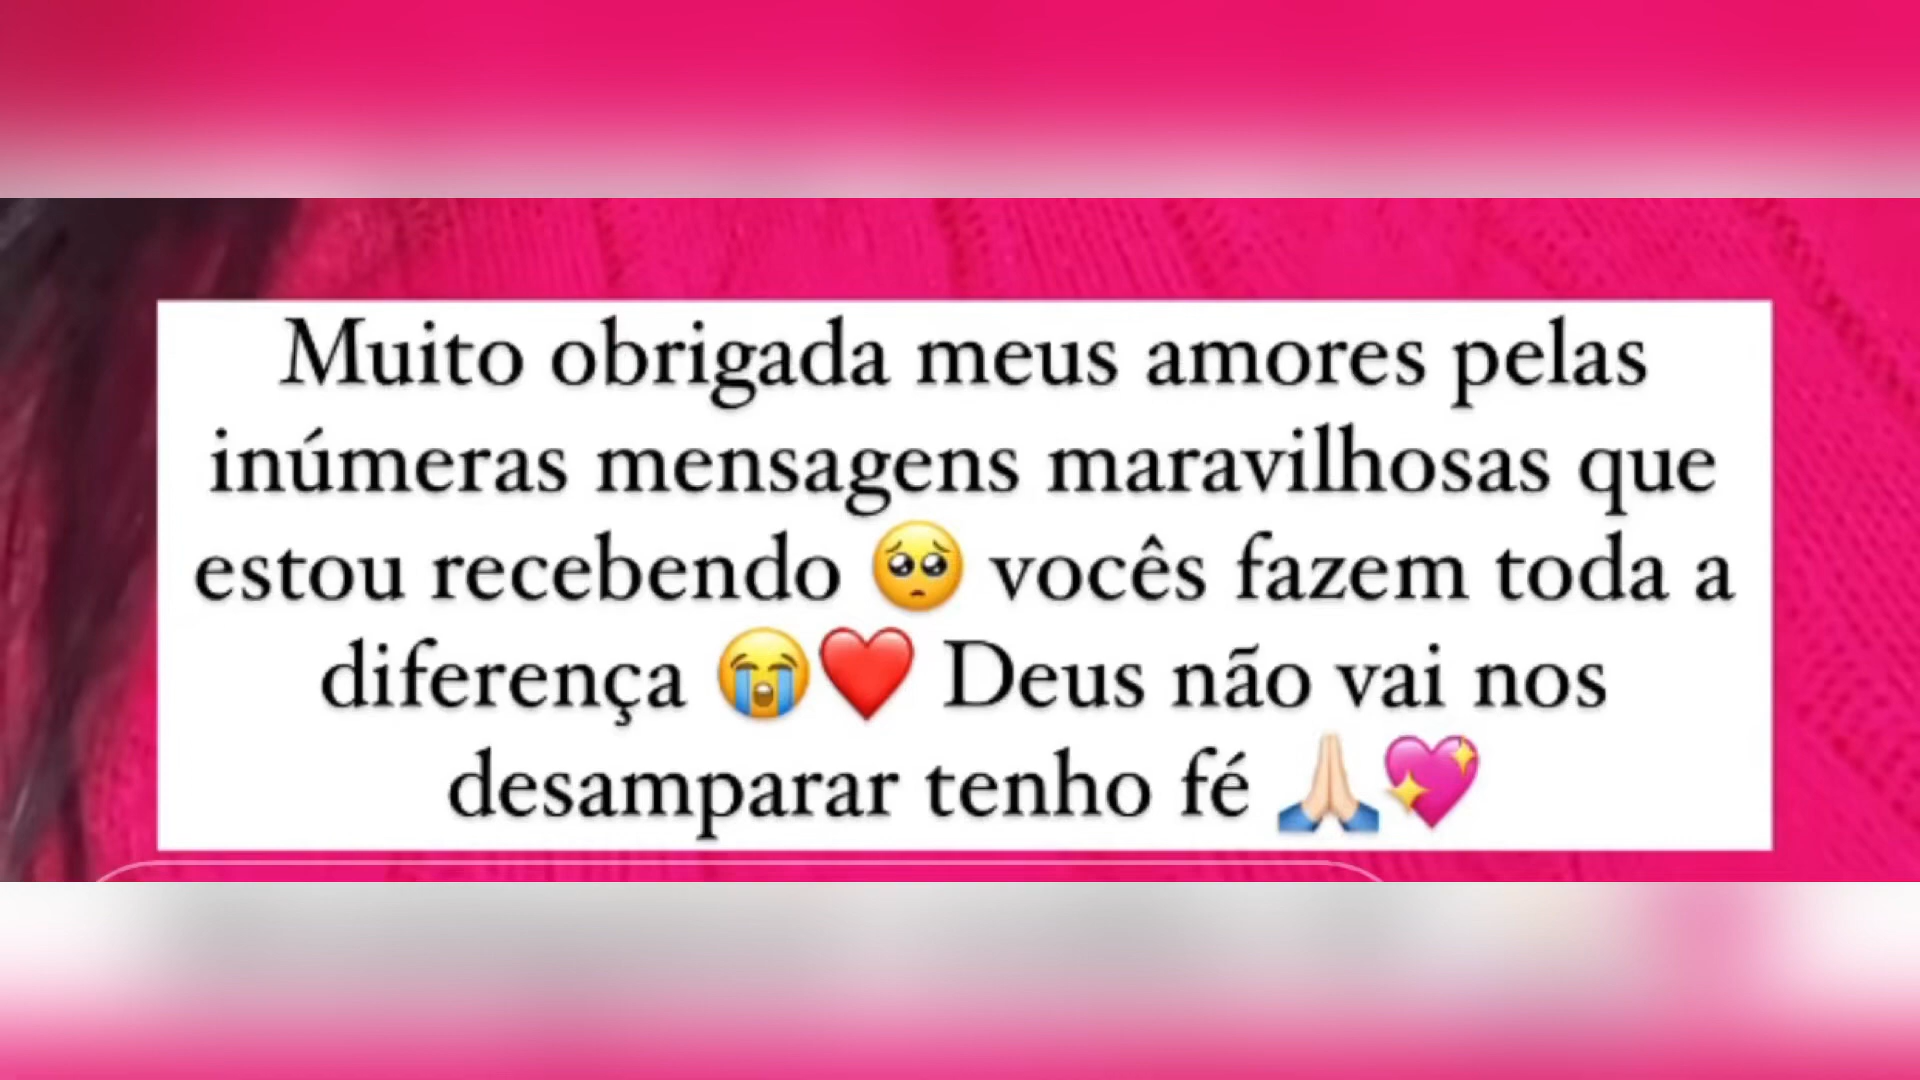 Muito obrigada meus amores pelas
inúmeras mensagens maravilhosas que
estou recebendo 🥺 vocês fazem toda a
diferença 😭❤️ Deus não vai nos
desamparar tenho fé 🙏🏻💖